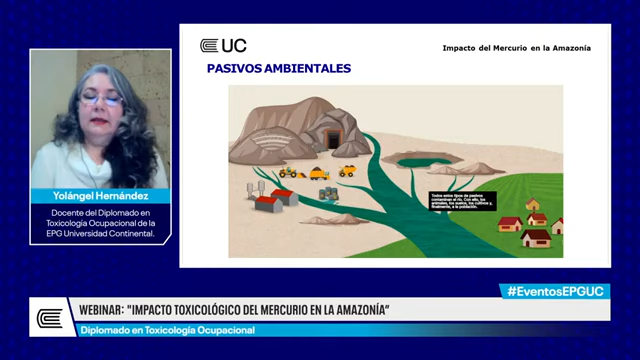 UC
Impacto del Mercurio en la Amazonía
PASIVOS AMBIENTALES
Todos estos tipos de pasivos
contaminan el río. Con ello, los
animales, los suelos, los cultivos y,
finalmente, a la población.
Yolángel Hernández
Docente del Diplomado en
Toxicología Ocupacional de la
EPG Universidad Continental.
#EventosEPGUC
WEBINAR: "IMPACTO TOXICOLÓGICO DEL MERCURIO EN LA AMAZONÍA“
Diplomado en Toxicología Ocupacional